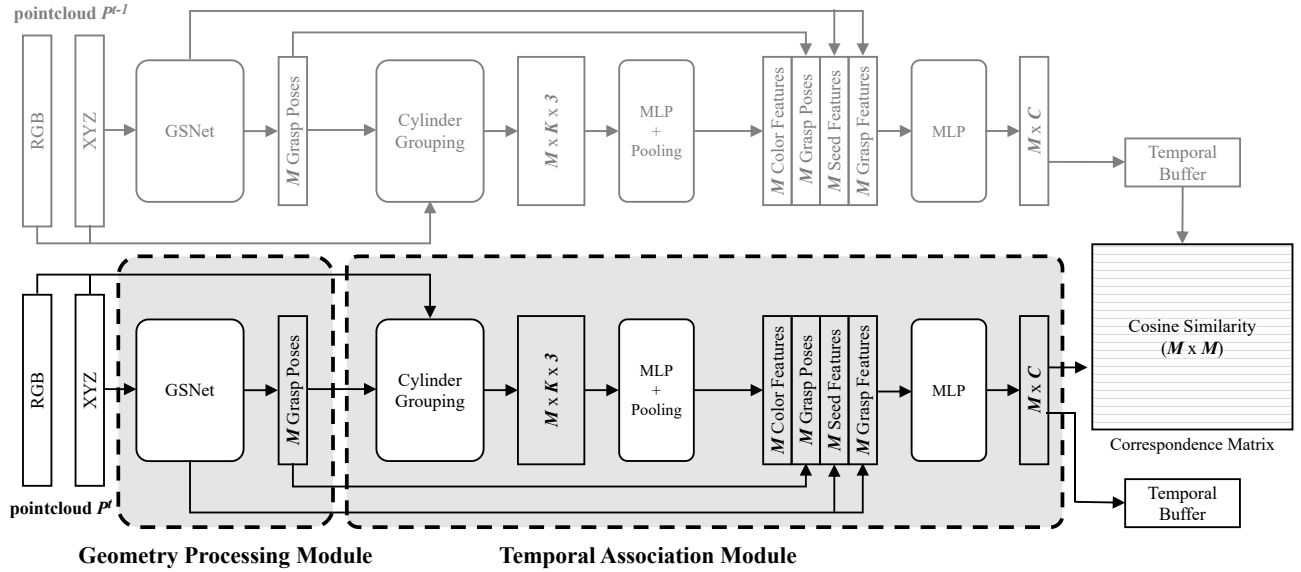 pointcloud P^t-1
RGB
XYZ
GSNet
M Grasp Poses
Cylinder
Grouping
M x K x 3
MLP
+
Pooling
M Color Features
M Grasp Poses
M Seed Features
M Grasp Features
MLP
M x C
Temporal
Buffer
RGB
XYZ
GSNet
M Grasp Poses
Cylinder
Grouping
M x K x 3
MLP
+
Pooling
M Color Features
M Grasp Poses
M Seed Features
M Grasp Features
MLP
M x C
Cosine Similarity
(M x M)
Correspondence Matrix
pointcloud P^t
Temporal
Buffer
Geometry Processing Module
Temporal Association Module